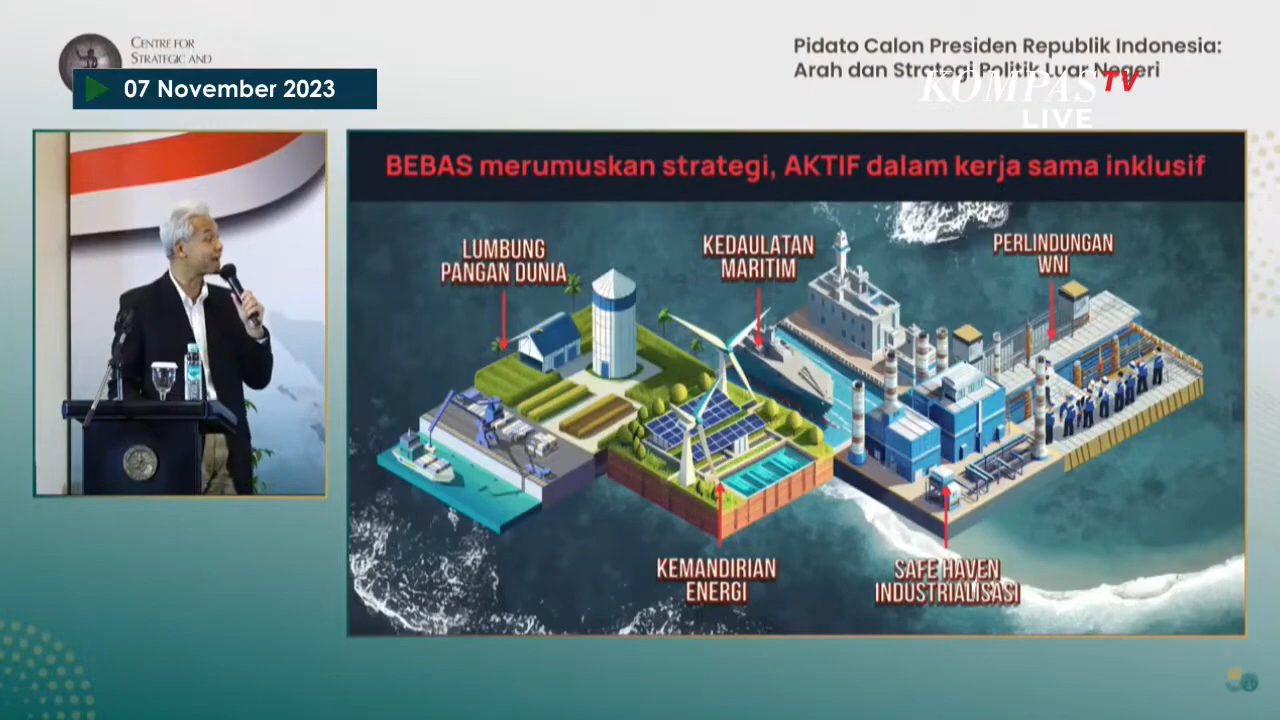 CENTRE FOR
STRATEGIC AND
07 November 2023
Pidato Calon Presiden Republik Indonesia:
Arah dan Strategi Politik Luar Negeri
KOMPAS TV
LIVE
BEBAS merumuskan strategi, AKTIF dalam kerja sama inklusif
LUMBUNG
PANGAN DUNIA
KEDAULATAN
MARITIM
PERLINDUNGAN
WNI
KEMANDIRIAN
ENERGI
SAFE HAVEN
INDUSTRIALISASI